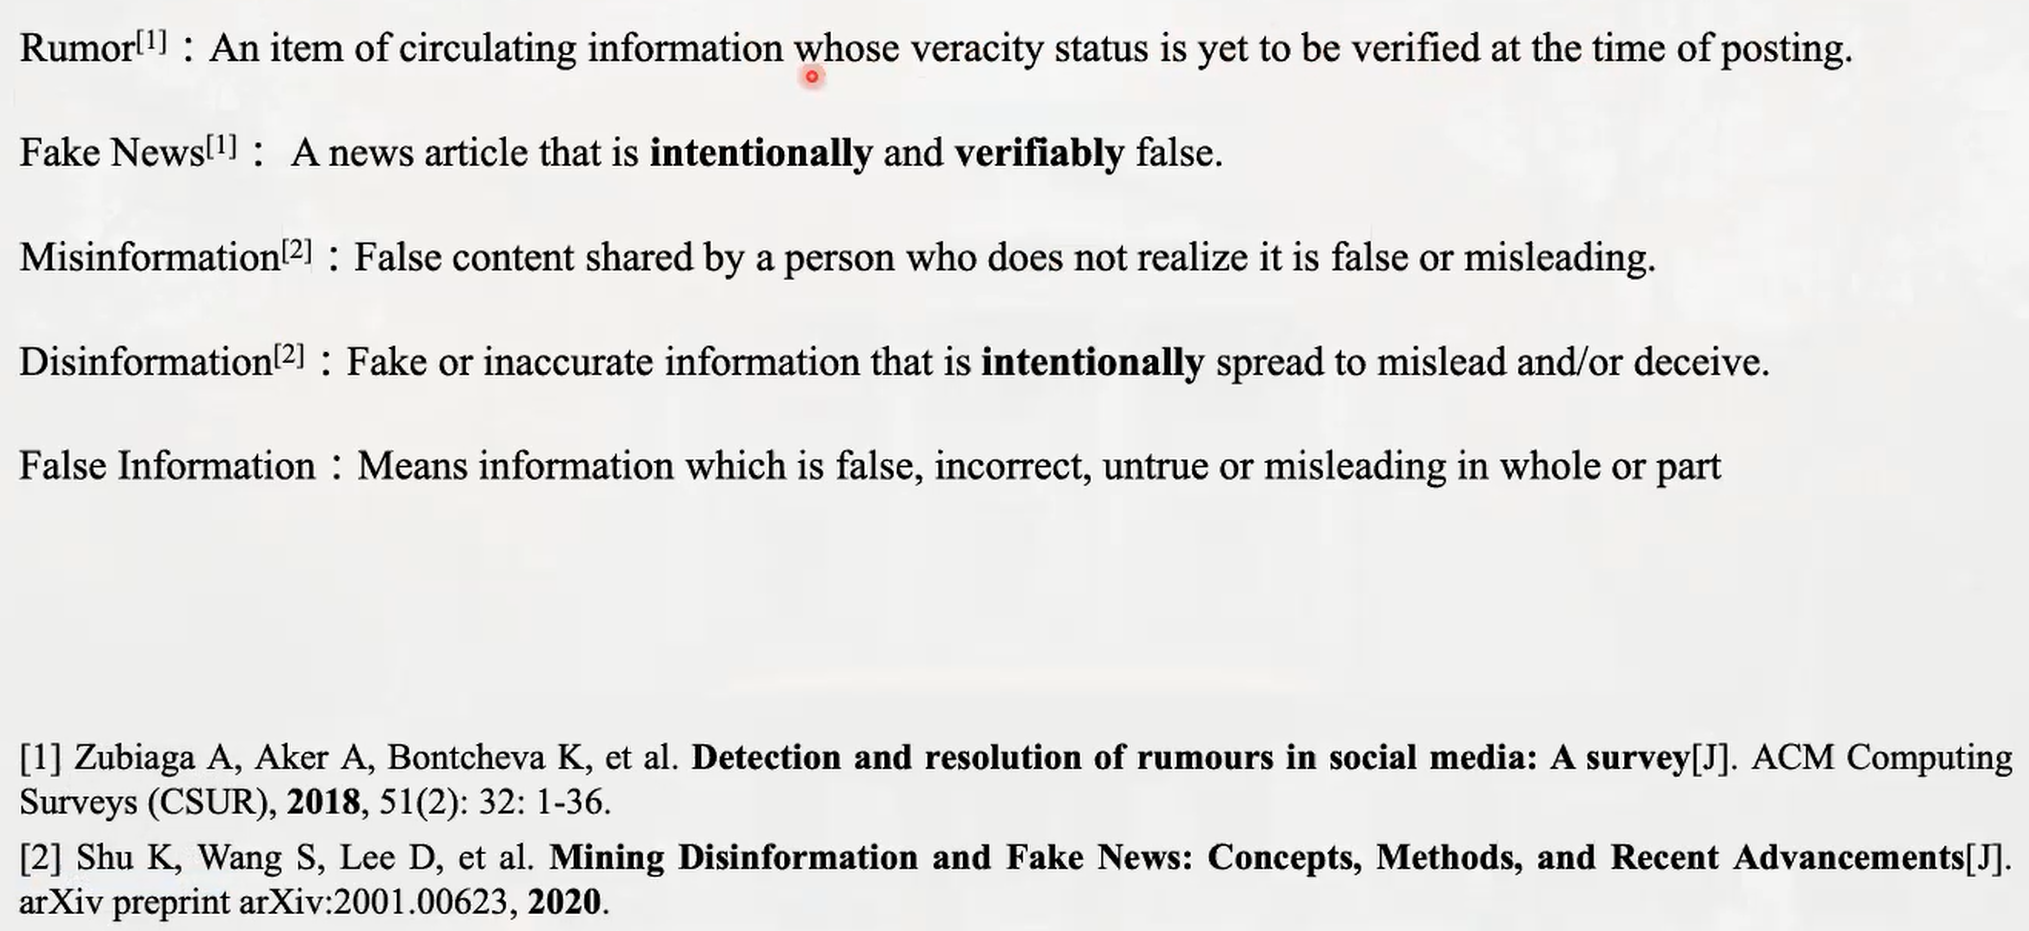 Rumor[1]：An item of circulating information whose veracity status is yet to be verified at the time of posting.
Fake News[1]： A news article that is intentionally and verifiably false.
Misinformation[2]：False content shared by a person who does not realize it is false or misleading.
Disinformation[2]：Fake or inaccurate information that is intentionally spread to mislead and/or deceive.
False Information：Means information which is false, incorrect, untrue or misleading in whole or part
[1] Zubiaga A, Aker A, Bontcheva K, et al. Detection and resolution of rumours in social media: A survey[J]. ACM Computing
Surveys (CSUR), 2018, 51(2): 32: 1-36.
[2] Shu K, Wang S, Lee D, et al. Mining Disinformation and Fake News: Concepts, Methods, and Recent Advancements[J].
arXiv preprint arXiv:2001.00623, 2020.